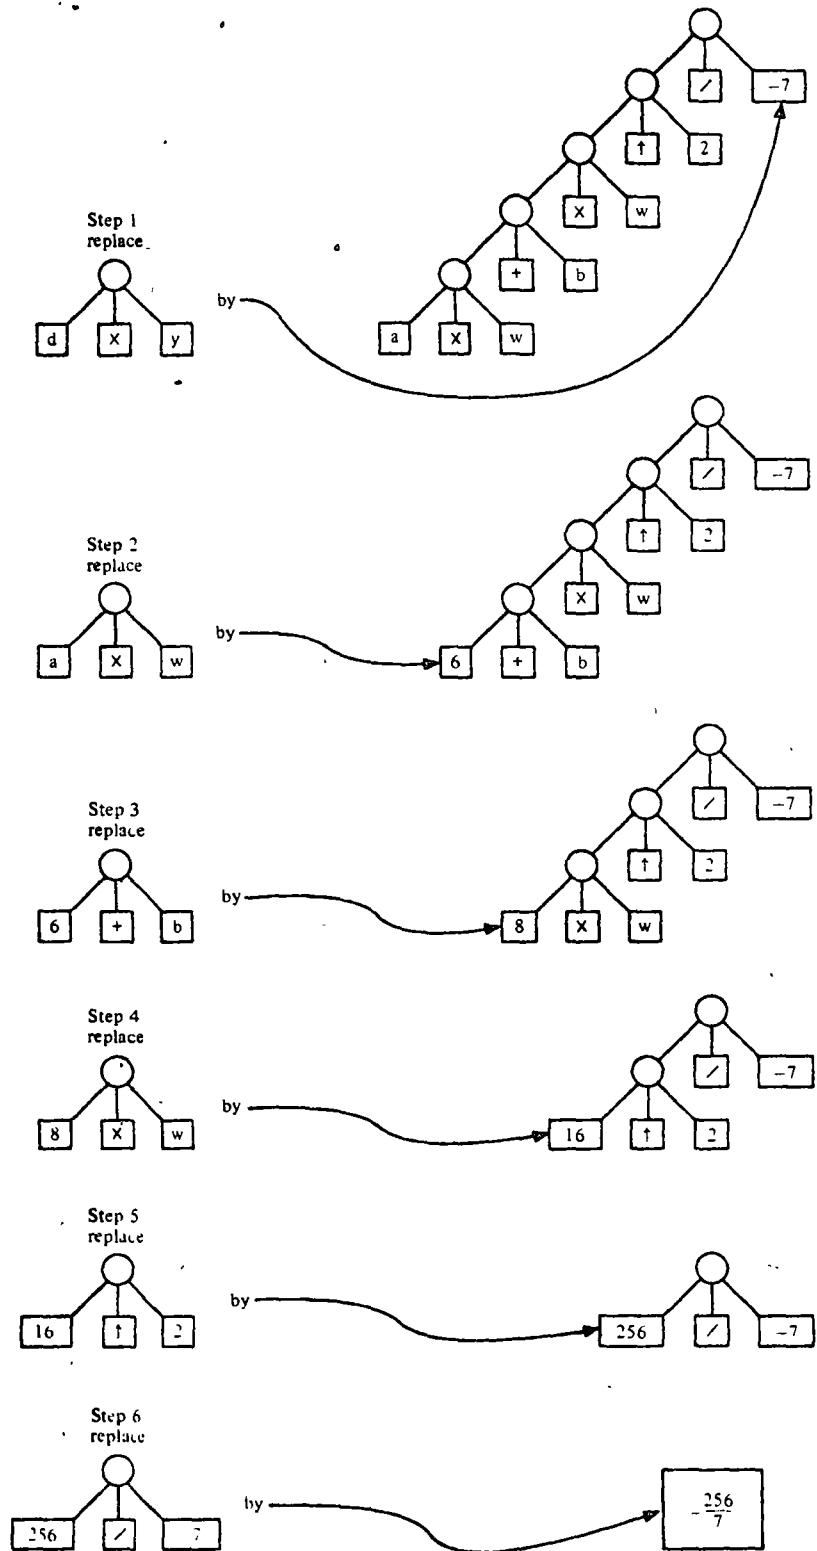 / -7
↑ 2
X w
+ b
a X w
Step 1
replace
d X y
by
/ -7
↑ 2
X w
6 + b
Step 2
replace
a X w
by
/ -7
↑ 2
8 X w
Step 3
replace
6 + b
by
/ -7
16 ↑ 2
Step 4
replace
8 X w
by
Step 5
replace
16 ↑ 2
by
256 / -7
Step 6
replace
256 / 7
by
- 256
7